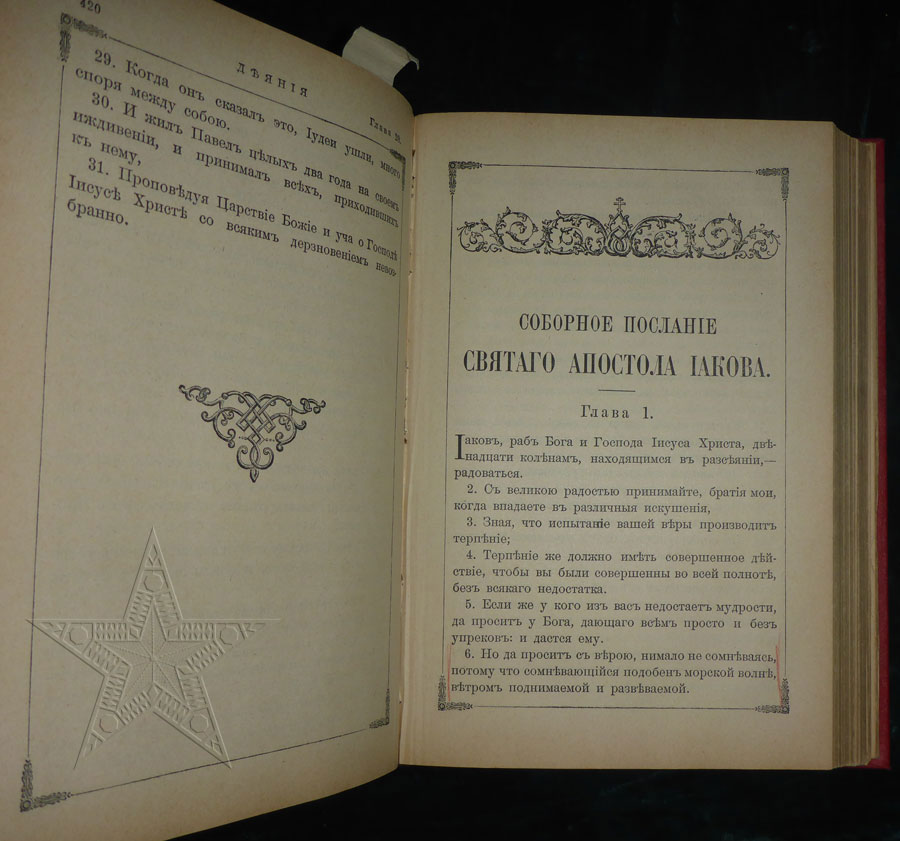 420
ДѢЯНІЯ
Глава 28.
29. Когда онъ сказалъ это, Іудеи ушли, много
споря между собою.
30. И жилъ Павелъ цѣлыхъ два года на своемъ
иждивеніи, и принималъ всѣхъ, приходившихъ
къ нему,
31. Проповѣдуя Царствіе Божіе и уча о Господѣ
Іисусѣ Христѣ со всякимъ дерзновеніемъ невоз-
бранно.
СОБОРНОЕ ПОСЛАНІЕ
СВЯТАГО АПОСТОЛА ІАКОВА.
Глава 1.
Іаковъ, рабъ Бога и Господа Іисуса Христа, двѣ-
надцати колѣнамъ, находящимся въ разсѣяніи,—
радоваться.
2. Съ великою радостью принимайте, братія мои,
когда впадаете въ различныя искушенія,
3. Зная, что испытаніе вашей вѣры производитъ
терпѣніе;
4. Терпѣніе же должно имѣть совершенное дѣй-
ствіе, чтобы вы были совершенны во всей полнотѣ,
безъ всякаго недостатка.
5. Если же у кого изъ васъ недостаетъ мудрости,
да проситъ у Бога, дающаго всѣмъ просто и безъ
упрековъ: и дастся ему.
6. Но да проситъ съ вѣрою, нимало не сомнѣваясь,
потому что сомнѣвающійся подобенъ морской волнѣ,
вѣтромъ поднимаемой и развѣваемой.